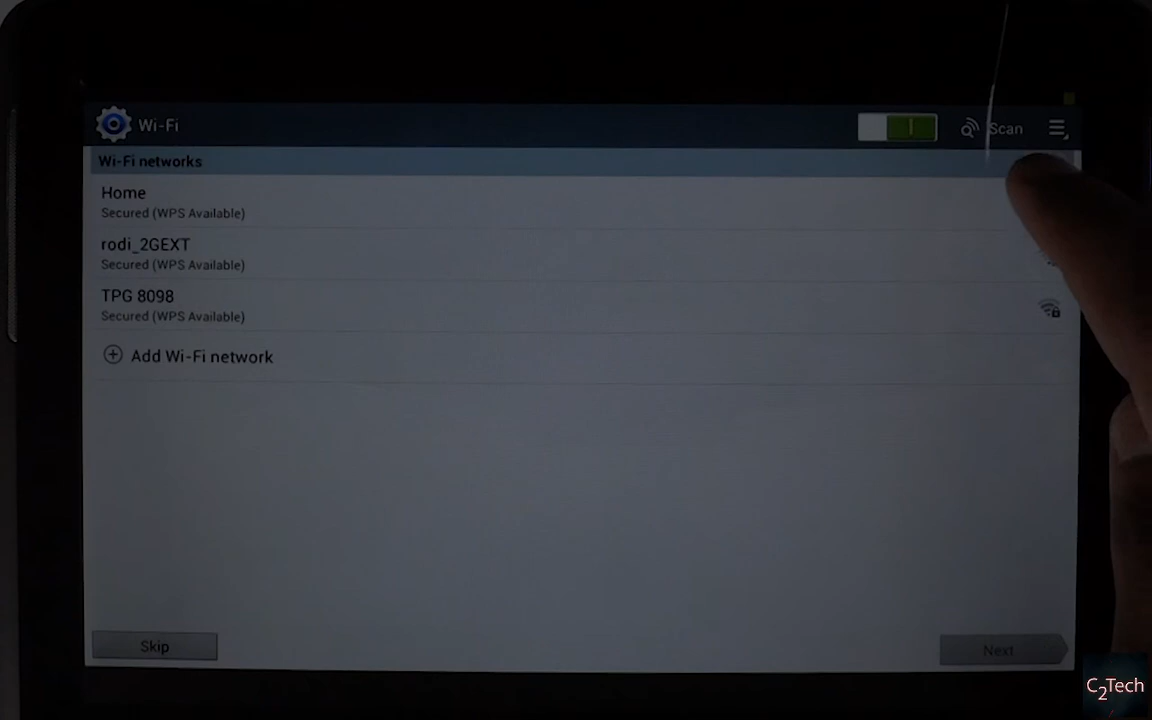 Wi-Fi
Scan
Wi-Fi networks
Home
Secured (WPS Available)
rodi_2GEXT
Secured (WPS Available)
TPG 8098
Secured (WPS Available)
Add Wi-Fi network
Skip
Next
C2Tech